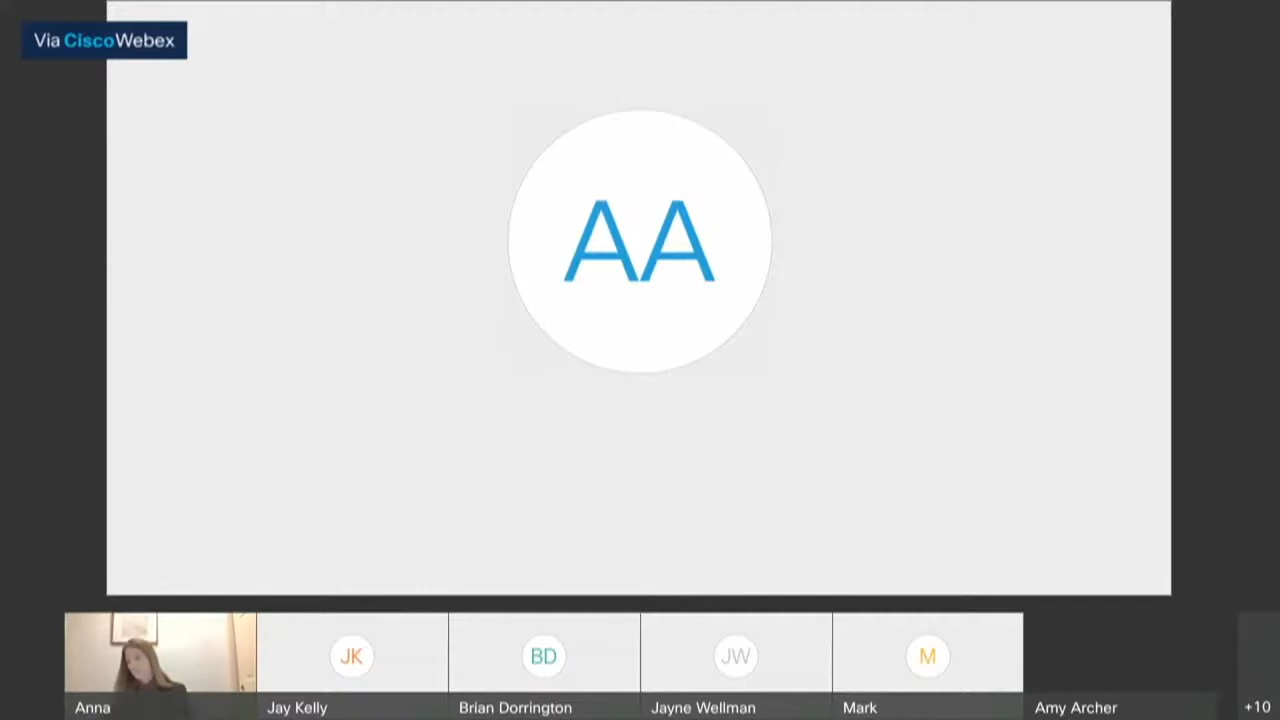 Via CiscoWebex
AA
JK
BD
JW
M
Anna
Jay Kelly
Brian Dorrington
Jayne Wellman
Mark
Amy Archer
+10